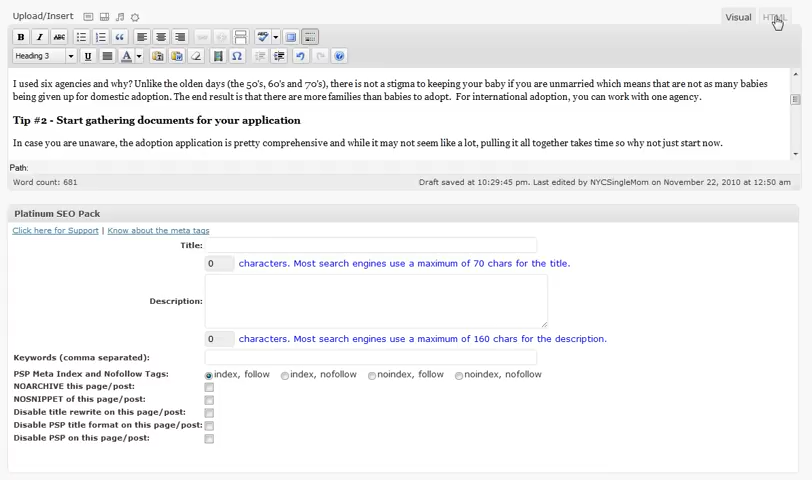 Upload/Insert
Visual
HTML
B I ABC
Heading 3 U A
I used six agencies and why? Unlike the olden days (the 50's, 60's and 70's), there is not a stigma to keeping your baby if you are unmarried which means that are not as many babies
being given up for domestic adoption. The end result is that there are more families than babies to adopt. For international adoption, you can work with one agency.
Tip #2 - Start gathering documents for your application
In case you are unaware, the adoption application is pretty comprehensive and while it may not seem like a lot, pulling it all together takes time so why not just start now.
Path:
Word count: 681
Draft saved at 10:29:45 pm. Last edited by NYCSingleMom on November 22, 2010 at 12:50 am
Platinum SEO Pack
Click here for Support | Know about the meta tags
Title:
0 characters. Most search engines use a maximum of 70 chars for the title.
Description:
0 characters. Most search engines use a maximum of 160 chars for the description.
Keywords (comma separated):
PSP Meta Index and Nofollow Tags: index, follow index, nofollow noindex, follow noindex, nofollow
NOARCHIVE this page/post:
NOSNIPPET of this page/post:
Disable title rewrite on this page/post:
Disable PSP title format on this page/post:
Disable PSP on this page/post: